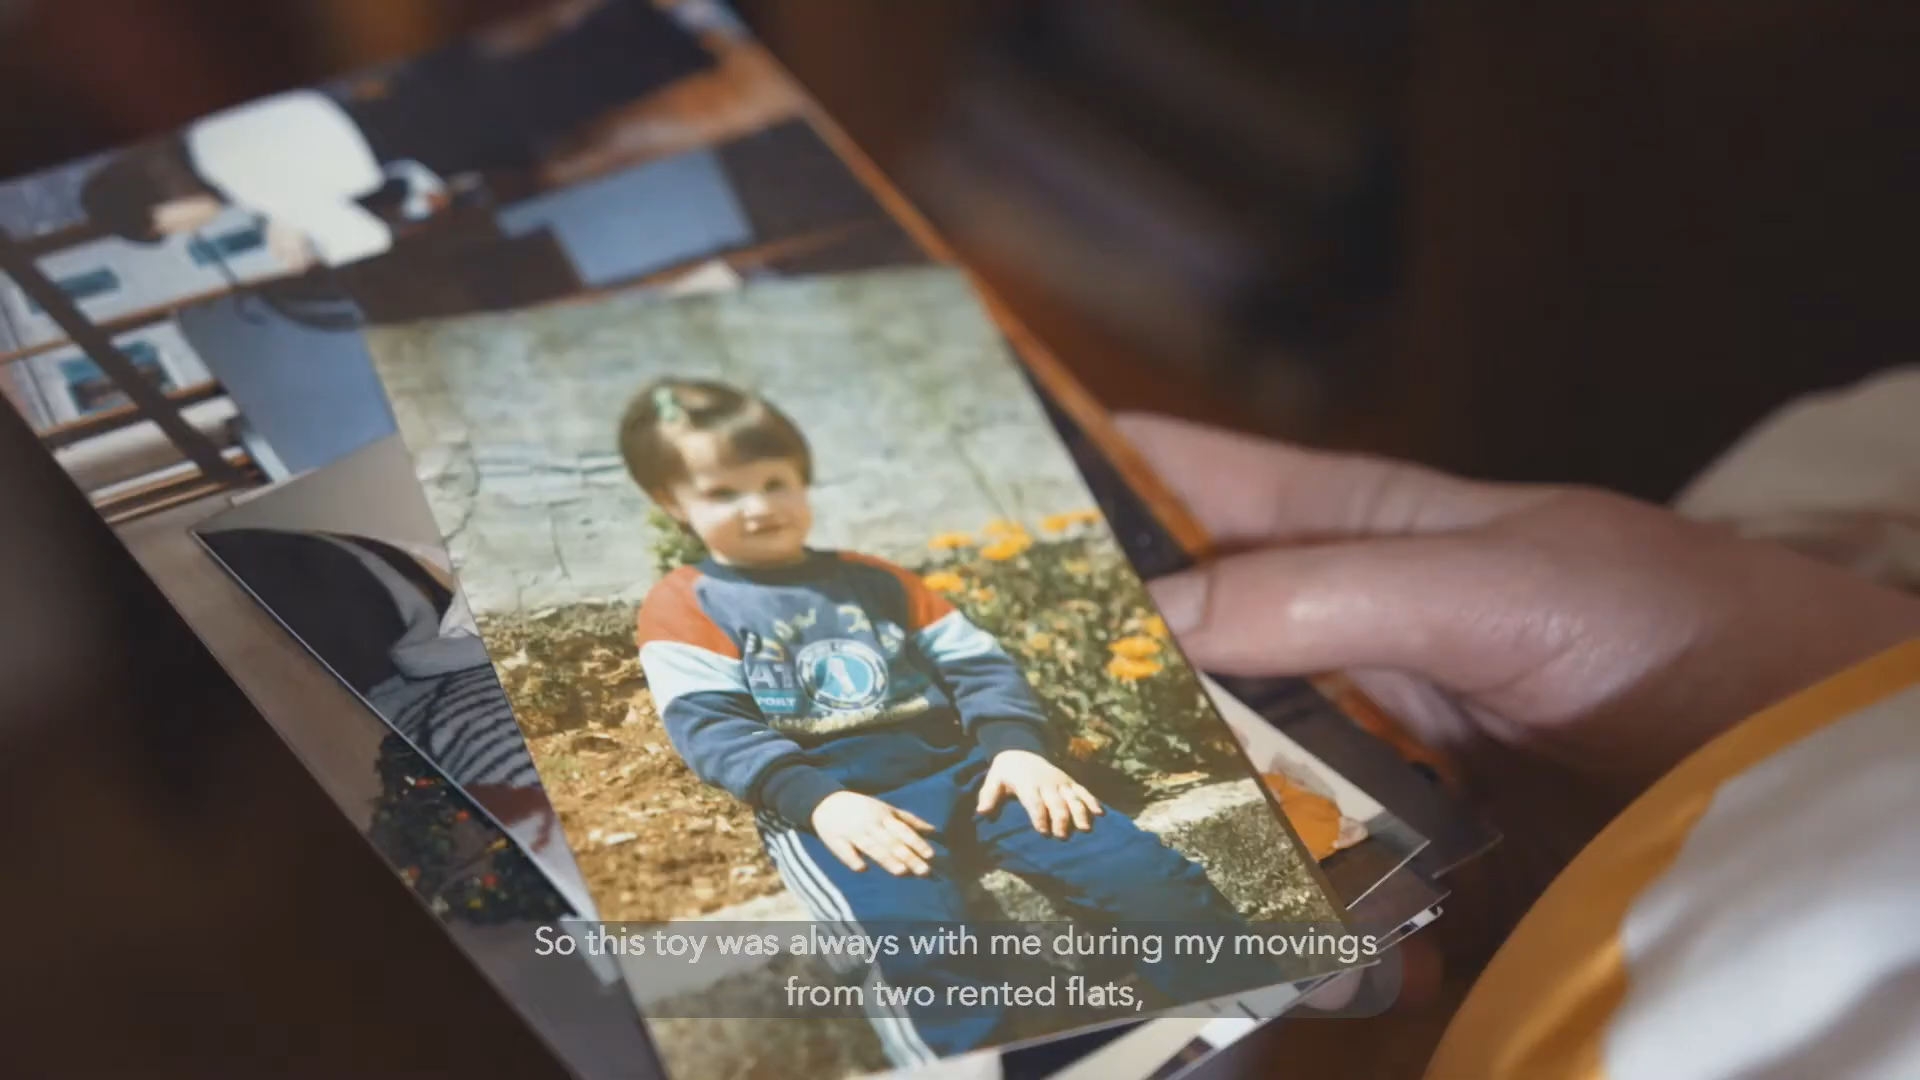 So this toy was always with me during my movings
from two rented flats,